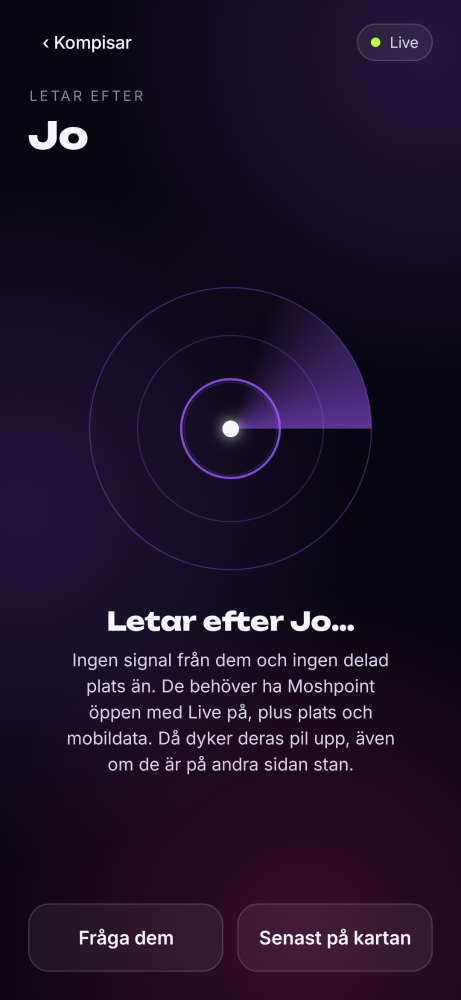 ‹ Kompisar
Live
LETAR EFTER
Jo
Letar efter Jo...
Ingen signal från dem och ingen delad
plats än. De behöver ha Moshpoint
öppen med Live på, plus plats och
mobildata. Då dyker deras pil upp, även
om de är på andra sidan stan.
Fråga dem
Senast på kartan